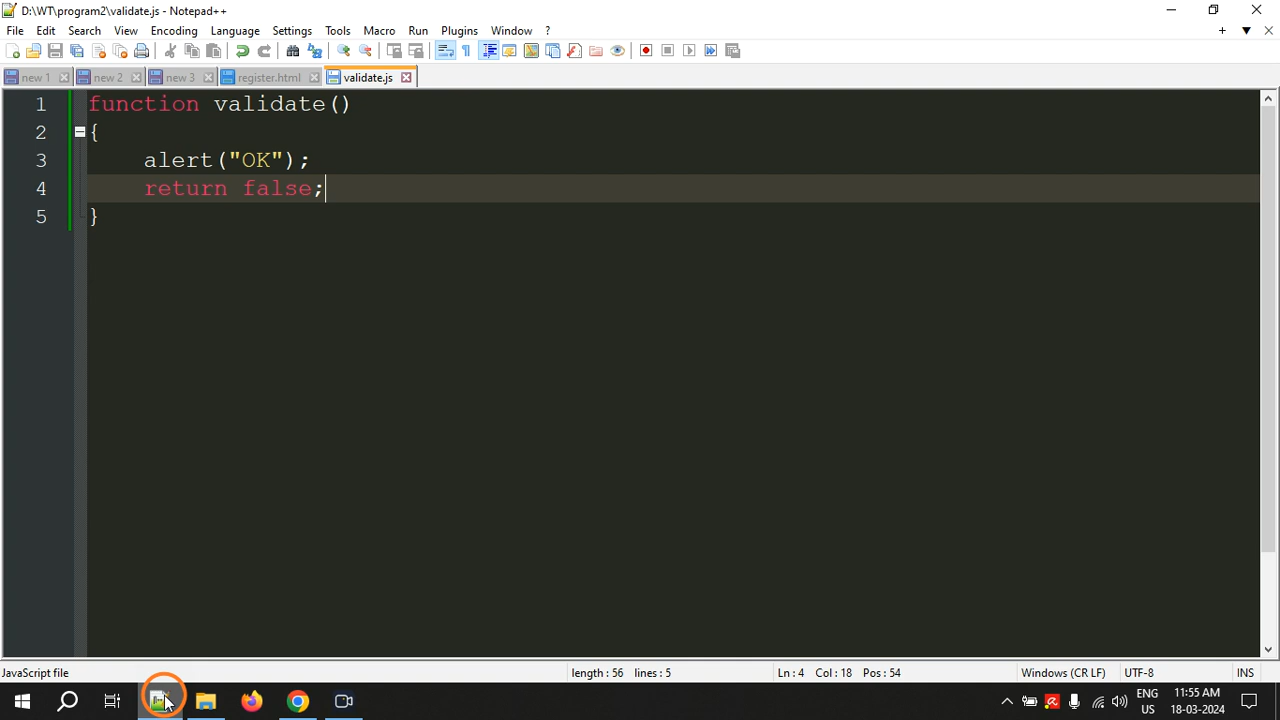 D:\WT\program2\validate.js - Notepad++
File Edit Search View Encoding Language Settings Tools Macro Run Plugins Window ?
new 1 new 2 new 3 register.html validate.js
1 function validate()
2 {
3 alert("OK");
4 return false;
5 }
JavaScript file length : 56 lines : 5 Ln : 4 Col : 18 Pos : 54 Windows (CR LF) UTF-8 INS
ENG 11:55 AM
US 18-03-2024